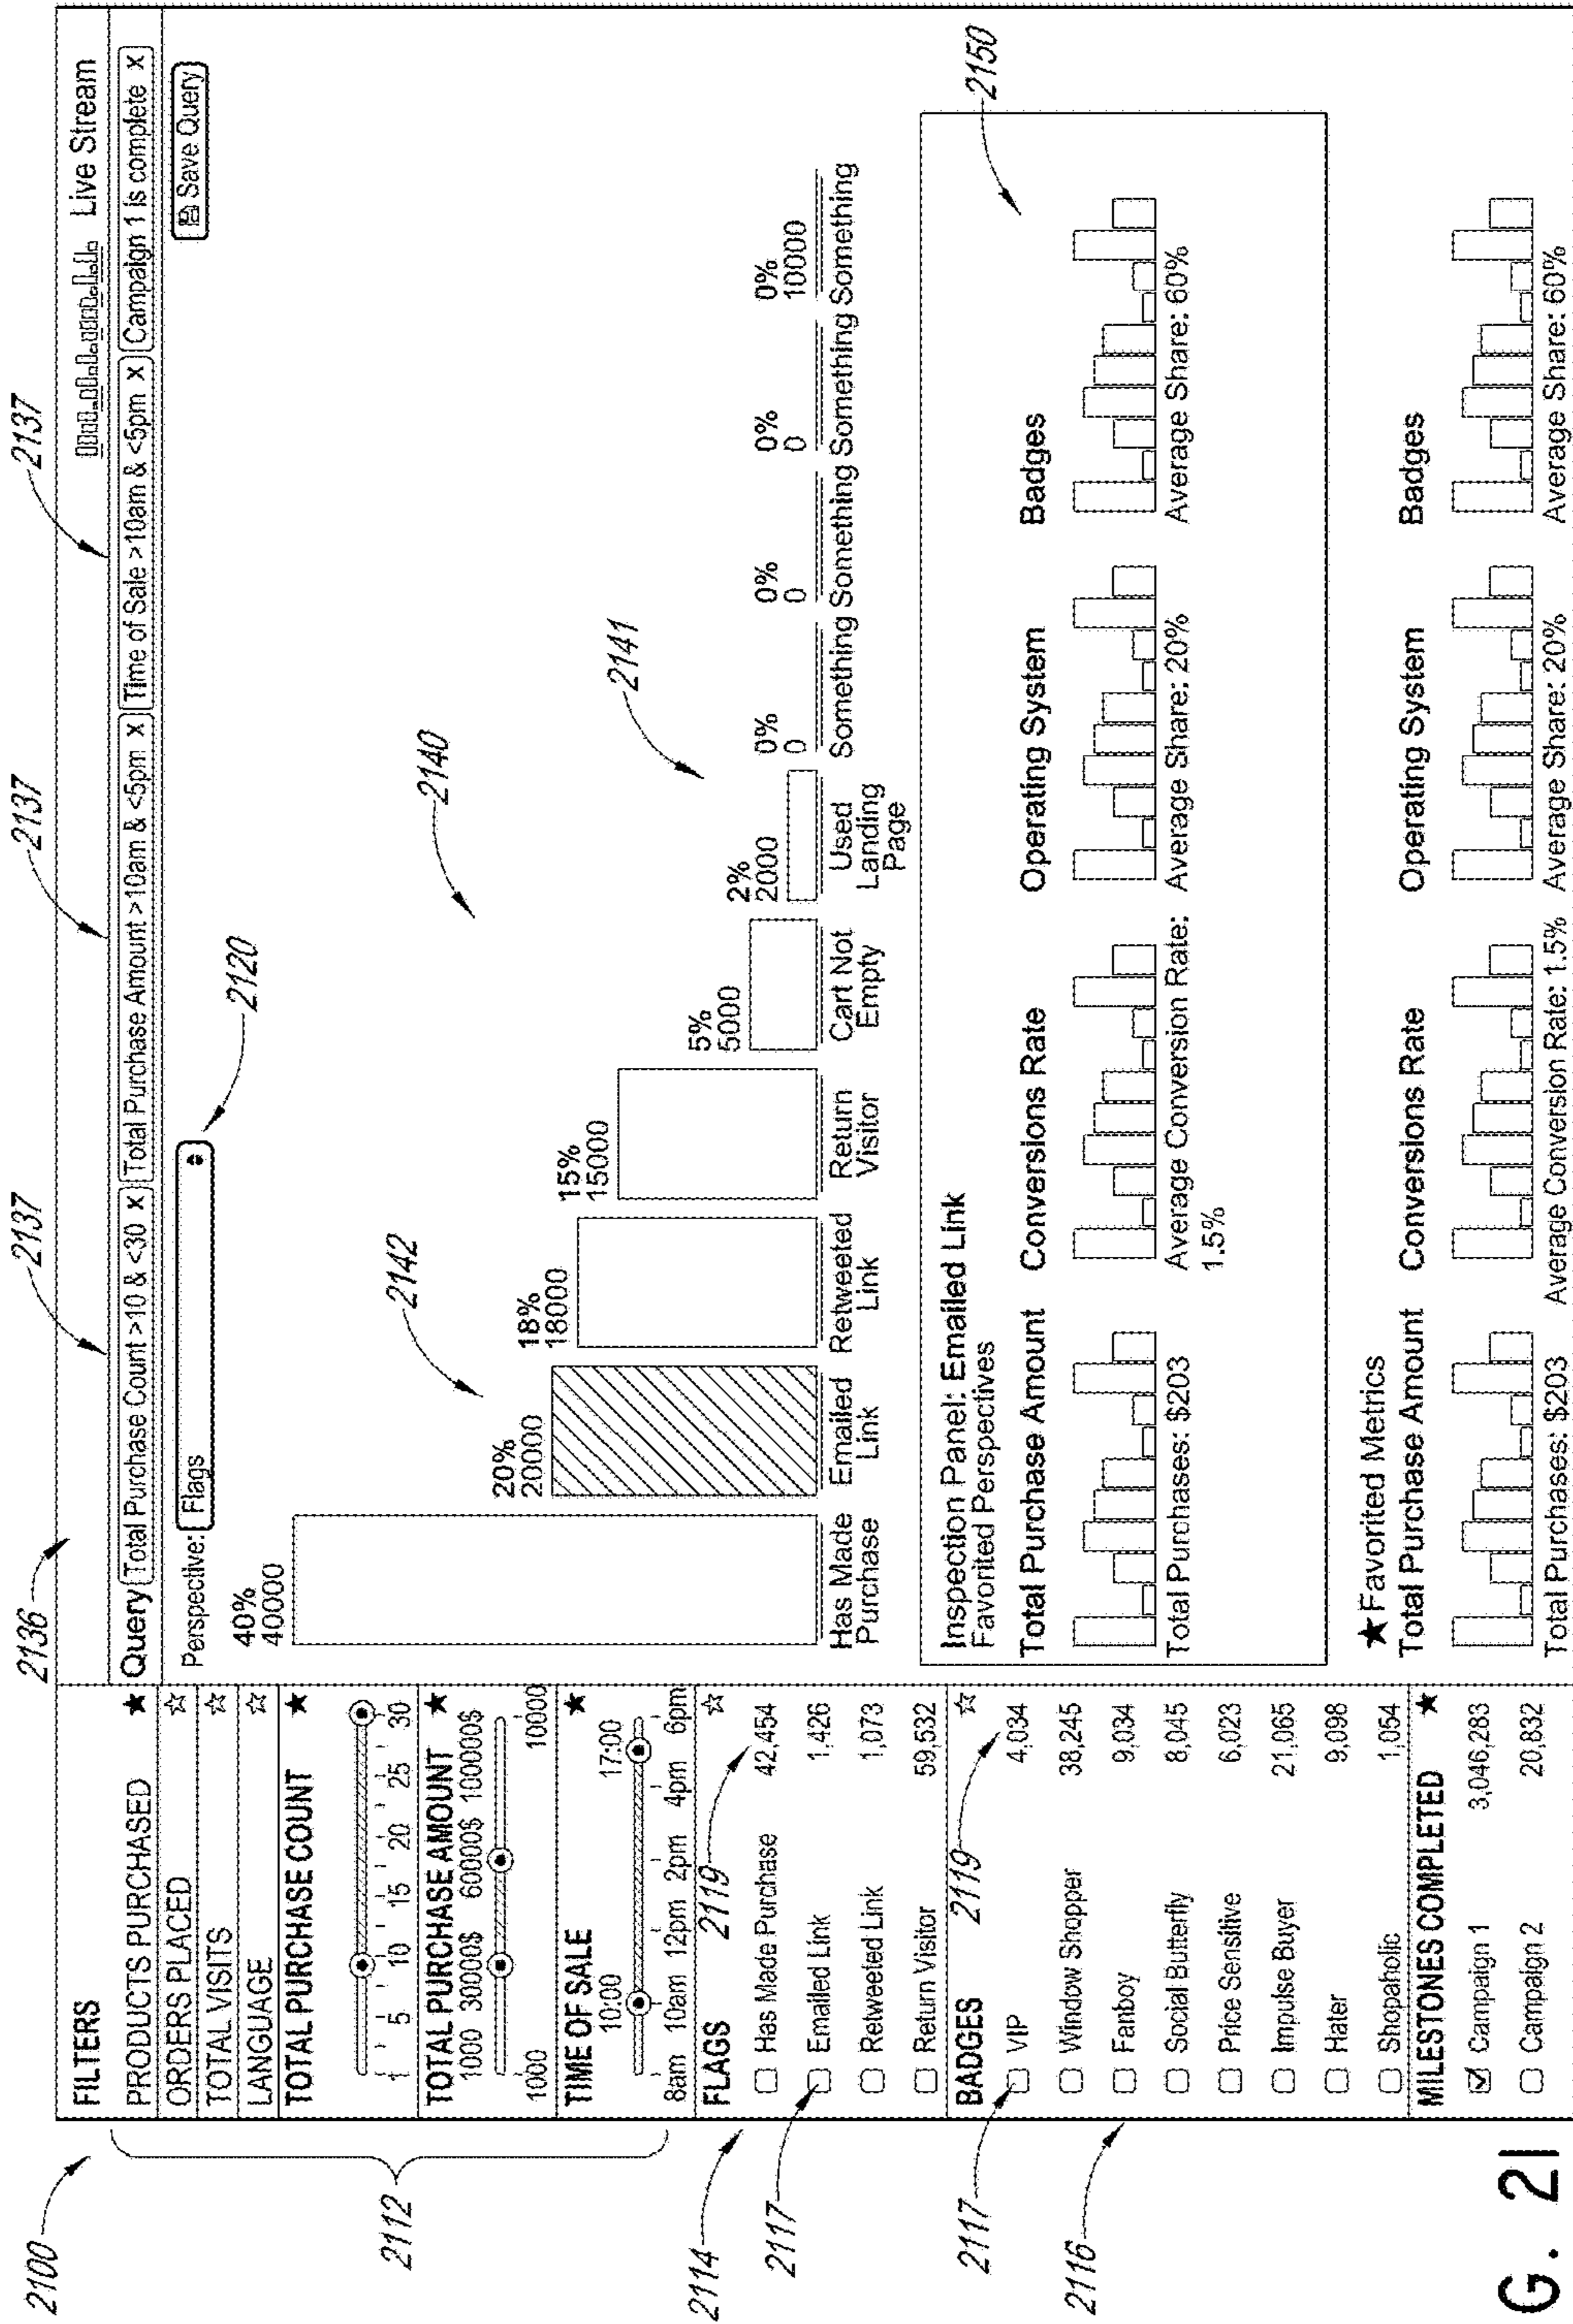 2100
2136
2137
2137
2137
FILTERS
Live Stream
PRODUCTS PURCHASED ★
ORDERS PLACED ☆
TOTAL VISITS ☆
LANGUAGE ☆
Query Total Purchase Count >10 & <30 x Total Purchase Amount >10am & <5pm x Time of Sale >10am & <5pm x Campaign 1 is complete x
Perspective: Flags
2120
Save Query
2112
TOTAL PURCHASE COUNT ★
1 5 10 15 20 25 30
TOTAL PURCHASE AMOUNT ★
1000 30000$ 60000$ 100000$
1000 10000
TIME OF SALE ★
10:00 17:00
8am 10am 12pm 2pm 4pm 6pm
2114
FLAGS ☆
2119
Has Made Purchase 42,454
2117
Emailed Link 1,426
Retweeted Link 1,073
Return Visitor 59,532
BADGES ☆
2119
2117
VIP 4,034
Window Shopper 38,245
2116
Fanboy 9,034
Social Butterfly 8,045
Price Sensitive 6,023
Impulse Buyer 21,065
Hater 9,098
Shopaholic 1,054
MILESTONES COMPLETED ★
Campaign 1 3,046,283
Campaign 2 20,832
2140
2141
2142
40%
40000
Has Made
Purchase
20%
20000
Emailed
Link
18%
18000
Retweeted
Link
15%
15000
Return
Visitor
5%
5000
Cart Not
Empty
2%
2000
Used
Landing
Page
0%
0
Something
0%
0
Something
0%
0
Something
0%
10000
Something
2150
Inspection Panel: Emailed Link
Favorited Perspectives
Total Purchase Amount Conversions Rate Operating System Badges
Total Purchases: $203
Average Conversion Rate:
1.5%
Average Share: 20%
Average Share: 60%
★ Favorited Metrics
Total Purchase Amount Conversions Rate Operating System Badges
Total Purchases: $203 Average Conversion Rate: 1.5% Average Share: 20% Average Share: 60%
G. 21